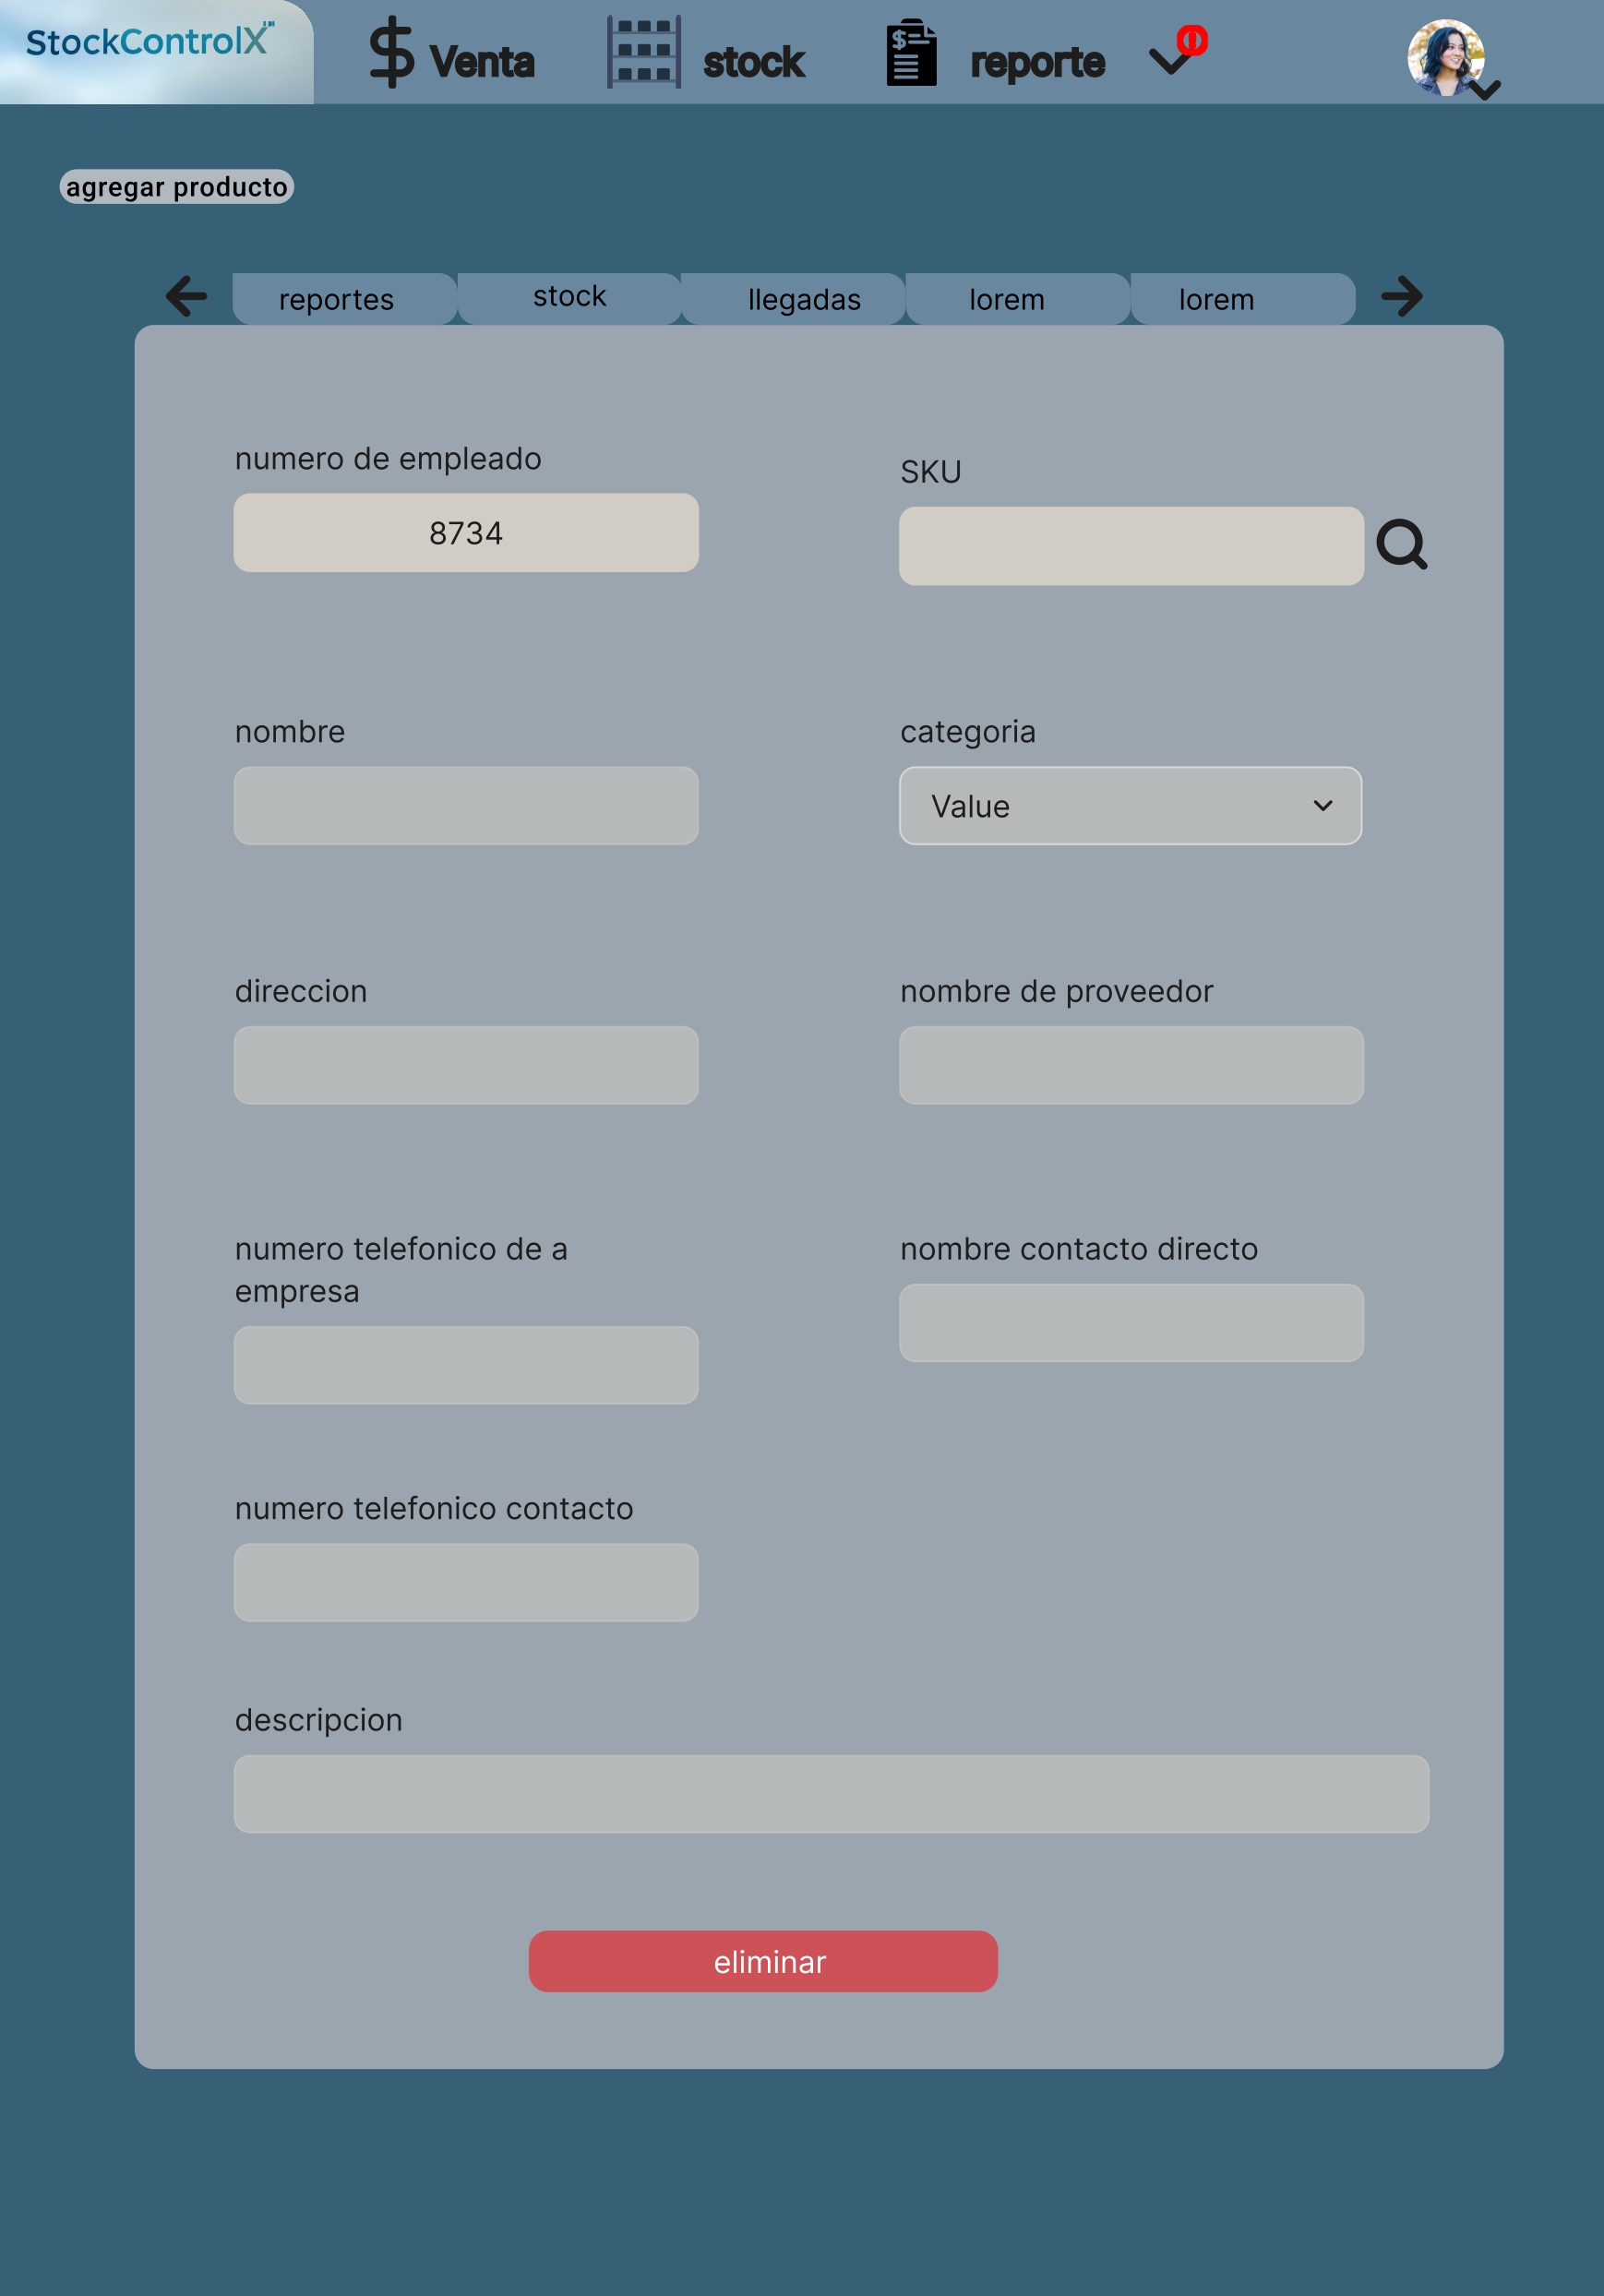 StockControlX
Venta
stock
reporte
0
agregar producto
reportes
stock
llegadas
lorem
lorem
numero de empleado
8734
SKU
nombre
categoria
Value
direccion
nombre de proveedor
numero telefonico de a
empresa
nombre contacto directo
numero telefonico contacto
descripcion
eliminar